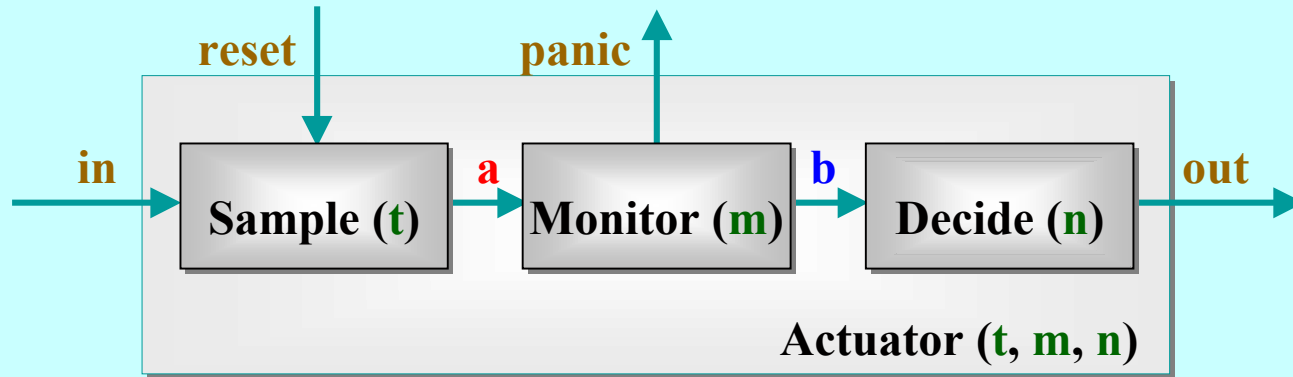 reset
panic
in
a
b
out
Sample (t)
Monitor (m)
Decide (n)
Actuator (t, m, n)